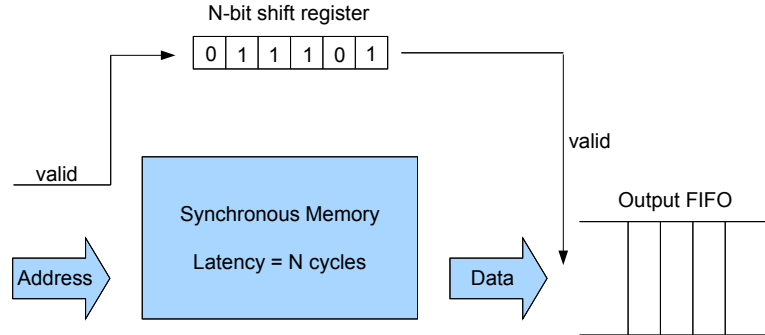 N-bit shift register
0 1 1 1 0 1
valid
valid
Synchronous Memory
Latency = N cycles
Output FIFO
Address
Data